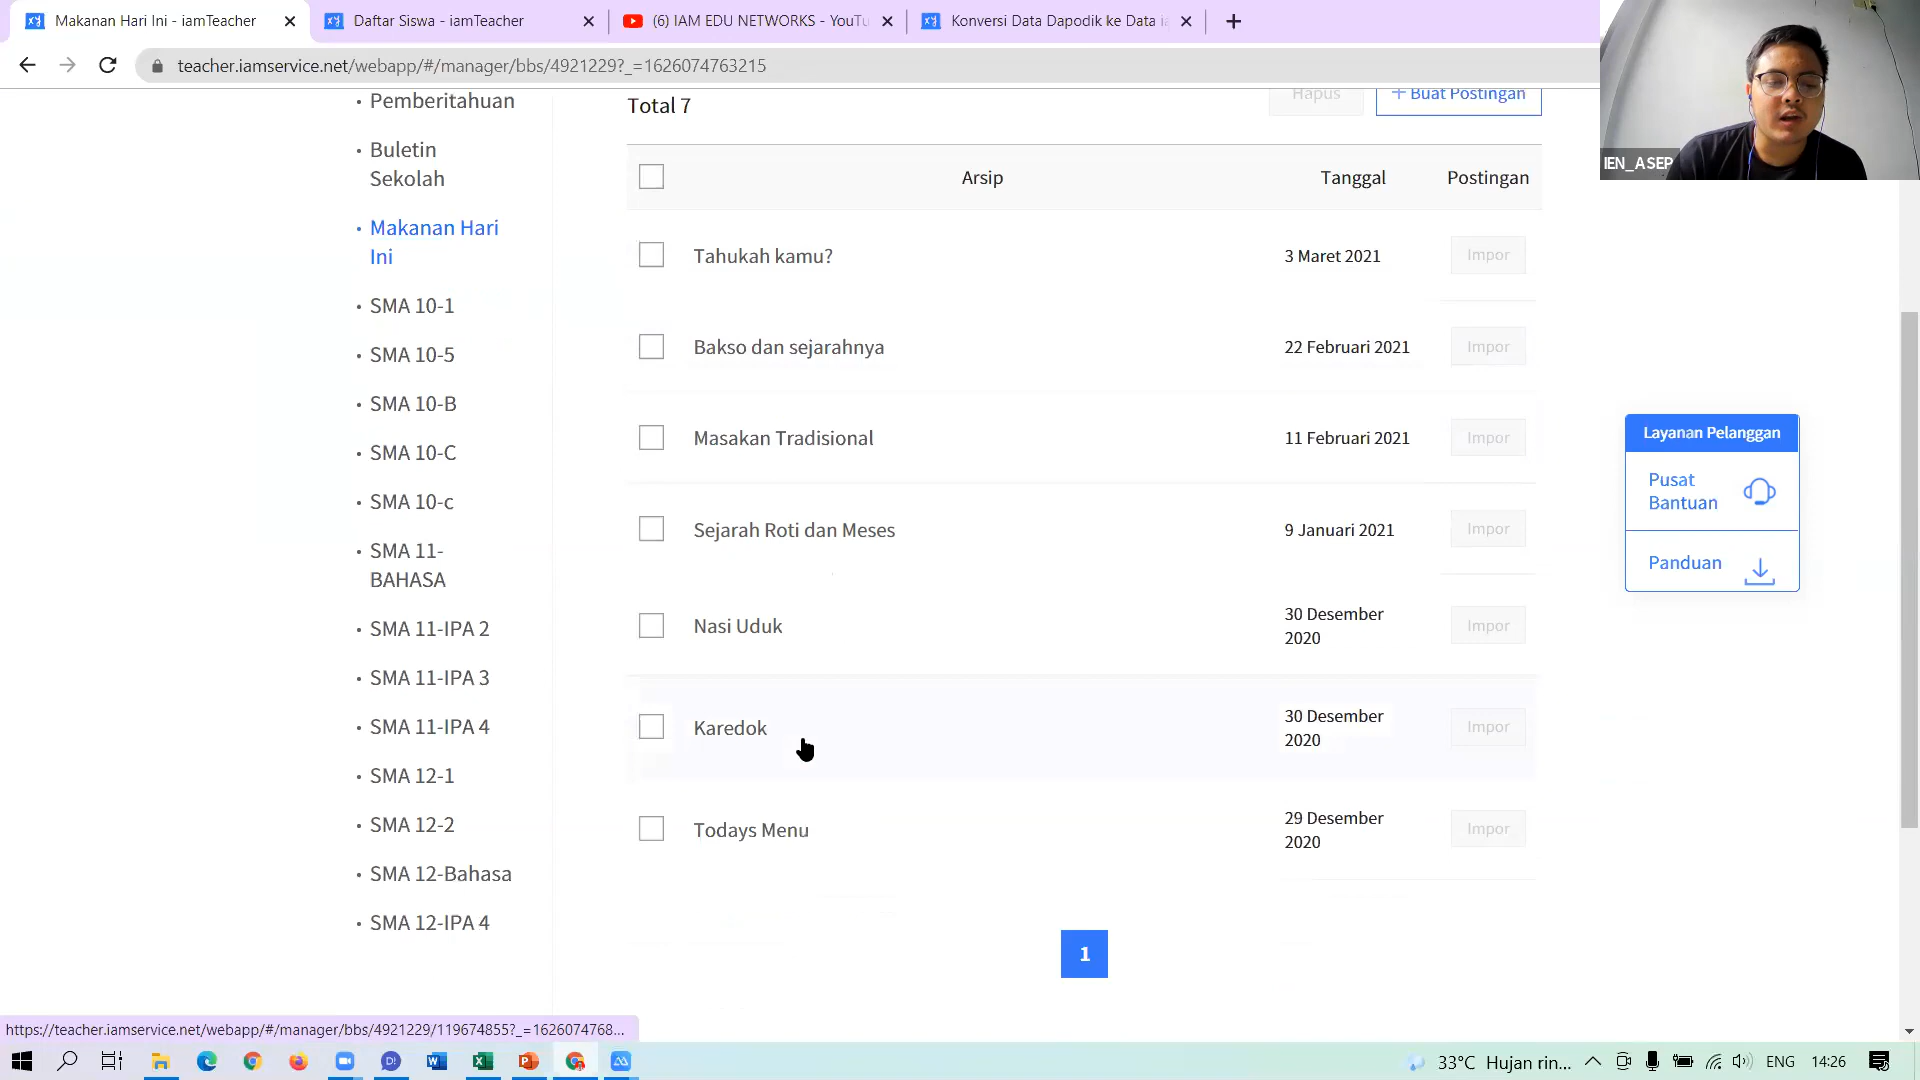 Makanan Hari Ini - iamTeacher
Daftar Siswa - iamTeacher
(6) IAM EDU NETWORKS - YouTu
Konversi Data Dapodik ke Data ia
teacher.iamservice.net/webapp/#/manager/bbs/4921229?_=1626074763215
IEN_ASEP
Pemberitahuan
Buletin
Sekolah
Makanan Hari
Ini
SMA 10-1
SMA 10-5
SMA 10-B
SMA 10-C
SMA 10-c
SMA 11-
BAHASA
SMA 11-IPA 2
SMA 11-IPA 3
SMA 11-IPA 4
SMA 12-1
SMA 12-2
SMA 12-Bahasa
SMA 12-IPA 4
Total 7
Hapus
+ Buat Postingan
Arsip Tanggal Postingan
Tahukah kamu? 3 Maret 2021 Impor
Bakso dan sejarahnya 22 Februari 2021 Impor
Masakan Tradisional 11 Februari 2021 Impor
Sejarah Roti dan Meses 9 Januari 2021 Impor
Nasi Uduk 30 Desember
2020 Impor
Karedok 30 Desember
2020 Impor
Todays Menu 29 Desember
2020 Impor
1
Layanan Pelanggan
Pusat
Bantuan
Panduan
https://teacher.iamservice.net/webapp/#/manager/bbs/4921229/119674855?_=1626074768...
33°C Hujan rin...
ENG
14:26